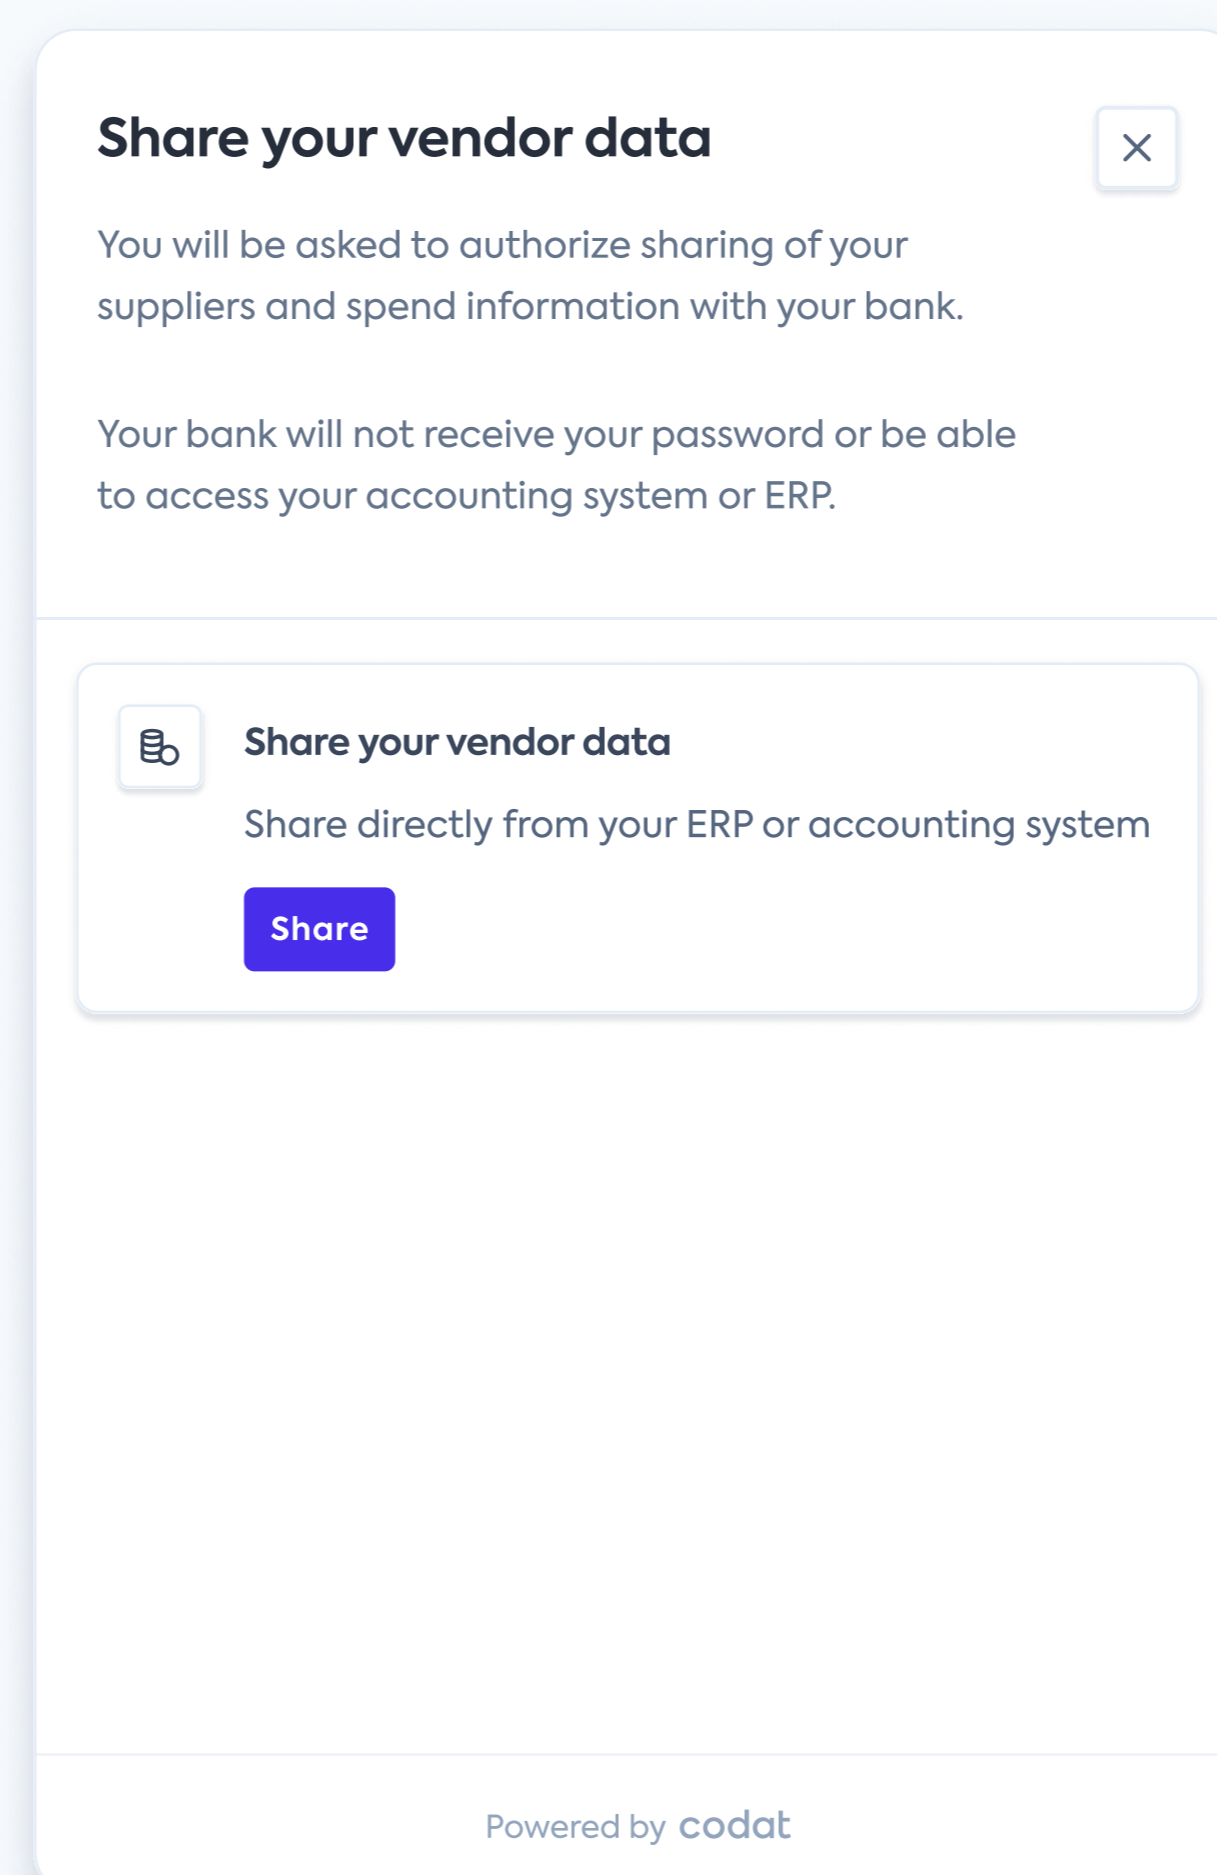 Share your vendor data
You will be asked to authorize sharing of your
suppliers and spend information with your bank.
Your bank will not receive your password or be able
to access your accounting system or ERP.
Share your vendor data
Share directly from your ERP or accounting system
Share
Powered by codat